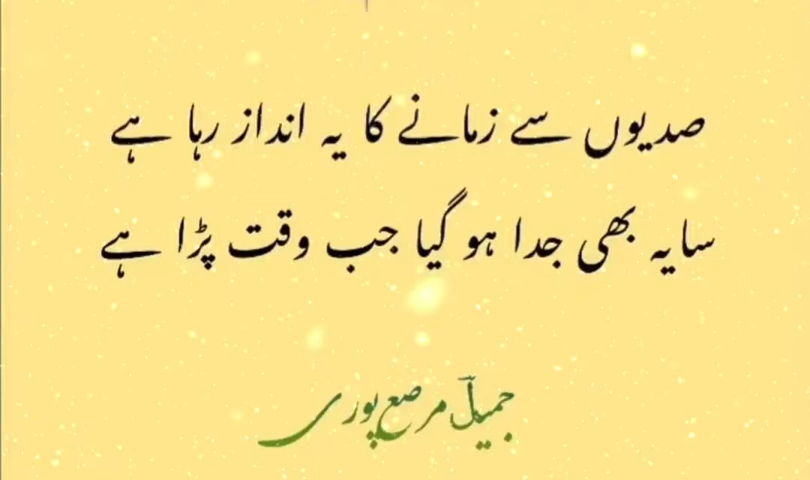 صدیوں سے زمانے کا یہ انداز رہا ہے
سایہ بھی جدا ہو گیا جب وقت پڑا ہے
جمیلؔ مرصع پوری